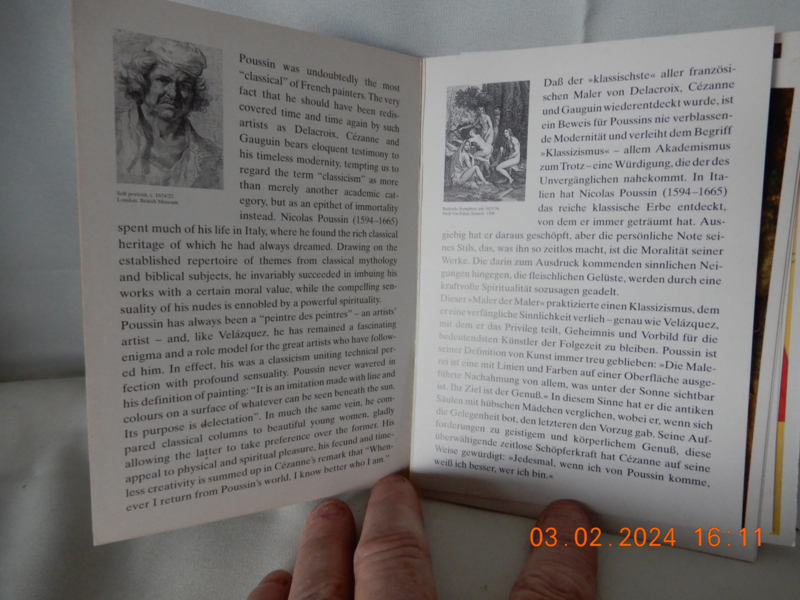 Poussin was undoubtedly the most
"classical" of French painters. The very
fact that he should have been redis-
covered time and time again by such
artists as Delacroix, Cézanne and
Gauguin bears eloquent testimony to
his timeless modernity, tempting us to
regard the term "classicism" as more
than merely another academic cat-
egory, but as an epithet of immortality
instead. Nicolas Poussin (1594–1665)
spent much of his life in Italy, where he found the rich classical
heritage of which he had always dreamed. Drawing on the
established repertoire of themes from classical mythology
and biblical subjects, he invariably succeeded in imbuing his
works with a certain moral value, while the compelling sen-
suality of his nudes is ennobled by a powerful spirituality.
Poussin has always been a "peintre des peintres" – an artists'
artist – and, like Velázquez, he has remained a fascinating
enigma and a role model for the great artists who have follow-
ed him. In effect, his was a classicism uniting technical per-
fection with profound sensuality. Poussin never wavered in
his definition of painting: "It is an imitation made with line and
colours on a surface of whatever can be seen beneath the sun.
Its purpose is delectation". In much the same vein, he com-
pared classical columns to beautiful young women, gladly
allowing the latter to take preference over the former. His
appeal to physical and spiritual pleasure, his fecund and time-
less creativity is summed up in Cézanne's remark that "When-
ever I return from Poussin's world, I know better who I am."
London, British Museum
Daß der »klassischste« aller französi-
schen Maler von Delacroix, Cézanne
und Gauguin wiederentdeckt wurde, ist
ein Beweis für Poussins nie verblassen-
de Modernität und verleiht dem Begriff
»Klassizismus« – allem Akademismus
zum Trotz – eine Würdigung, die der des
Unvergänglichen nahekommt. In Ita-
lien hat Nicolas Poussin (1594–1665)
das reiche klassische Erbe entdeckt,
von dem er immer geträumt hat. Aus-
giebig hat er daraus geschöpft, aber die persönliche Note sei-
nes Stils, das, was ihn so zeitlos macht, ist die Moralität seiner
Werke. Die darin zum Ausdruck kommenden sinnlichen Nei-
gungen hingegen, die fleischlichen Gelüste, werden durch eine
kraftvolle Spiritualität sozusagen geadelt.
Dieser »Maler der Maler« praktizierte einen Klassizismus, dem
er eine verfängliche Sinnlichkeit verlieh – genau wie Velázquez,
mit dem er das Privileg teilt, Geheimnis und Vorbild für die
bedeutendsten Künstler der Folgezeit zu bleiben. Poussin ist
seiner Definition von Kunst immer treu geblieben: »Die Male-
rei ist eine mit Linien und Farben auf einer Oberfläche ausge-
führte Nachahmung von allem, was unter der Sonne sichtbar
ist. Ihr Ziel ist der Genuß.« In diesem Sinne hat er die antiken
Säulen mit hübschen Mädchen verglichen, wobei er, wenn sich
die Gelegenheit bot, den letzteren den Vorzug gab. Seine Auf-
forderungen zu geistigem und körperlichem Genuß, diese
überwältigende zeitlose Schöpferkraft hat Cézanne auf seine
Weise gewürdigt: »Jedesmal, wenn ich von Poussin komme,
weiß ich besser, wer ich bin.«
03.02.2024 16:11